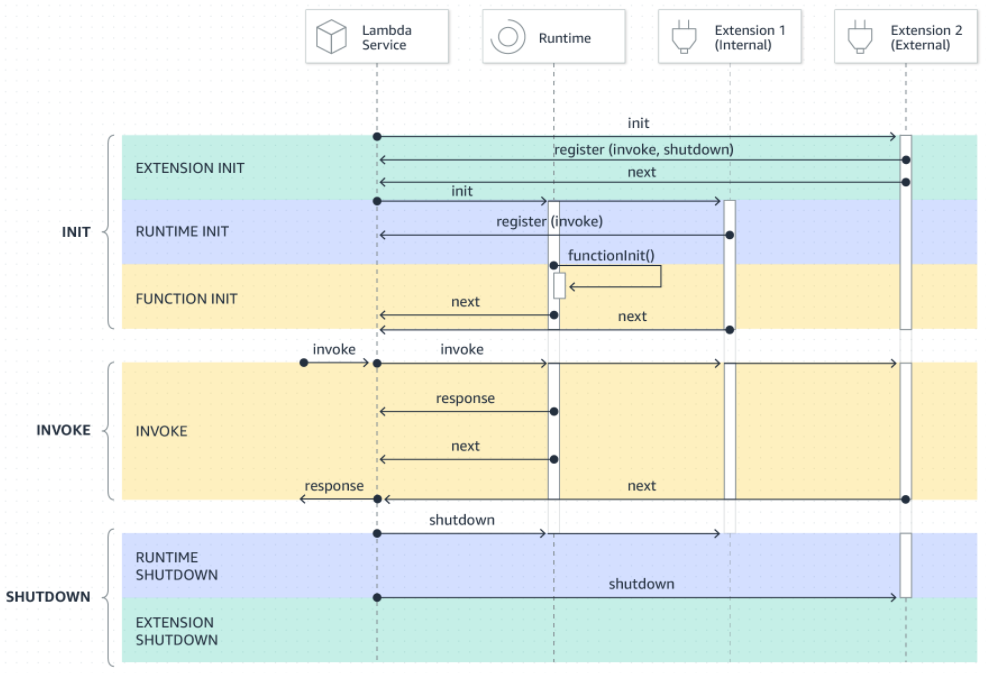 Lambda
Service
Runtime
Extension 1
(Internal)
Extension 2
(External)
init
register (invoke, shutdown)
EXTENSION INIT
next
init
register (invoke)
INIT
RUNTIME INIT
functionInit()
FUNCTION INIT
next
next
invoke
invoke
response
INVOKE
INVOKE
next
response
next
shutdown
RUNTIME
SHUTDOWN
shutdown
SHUTDOWN
EXTENSION
SHUTDOWN